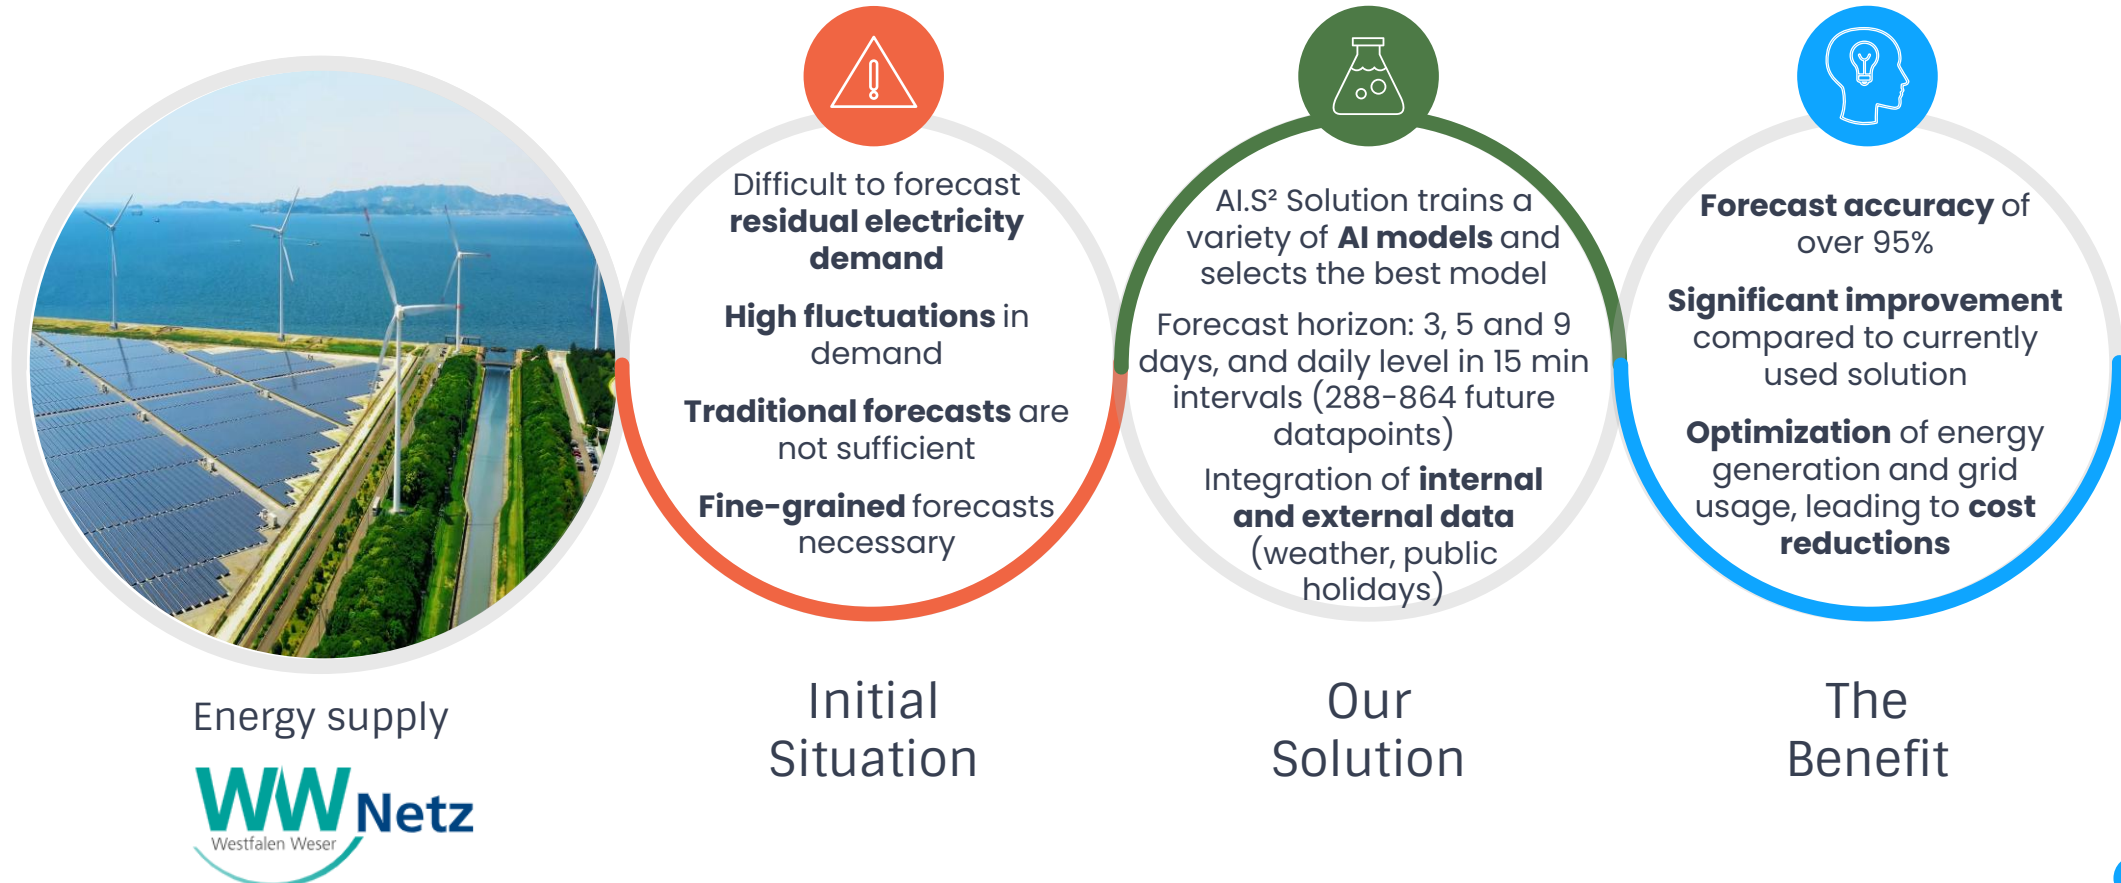 Difficult to forecast
residual electricity
demand
High fluctuations in
demand
Traditional forecasts are
not sufficient
Fine-grained forecasts
necessary
AI.S² Solution trains a
variety of AI models and
selects the best model
Forecast horizon: 3, 5 and 9
days, and daily level in 15 min
intervals (288-864 future
datapoints)
Integration of internal
and external data
(weather, public
holidays)
Forecast accuracy of
over 95%
Significant improvement
compared to currently
used solution
Optimization of energy
generation and grid
usage, leading to cost
reductions
Energy supply
WW Netz
Westfalen Weser
Initial
Situation
Our
Solution
The
Benefit